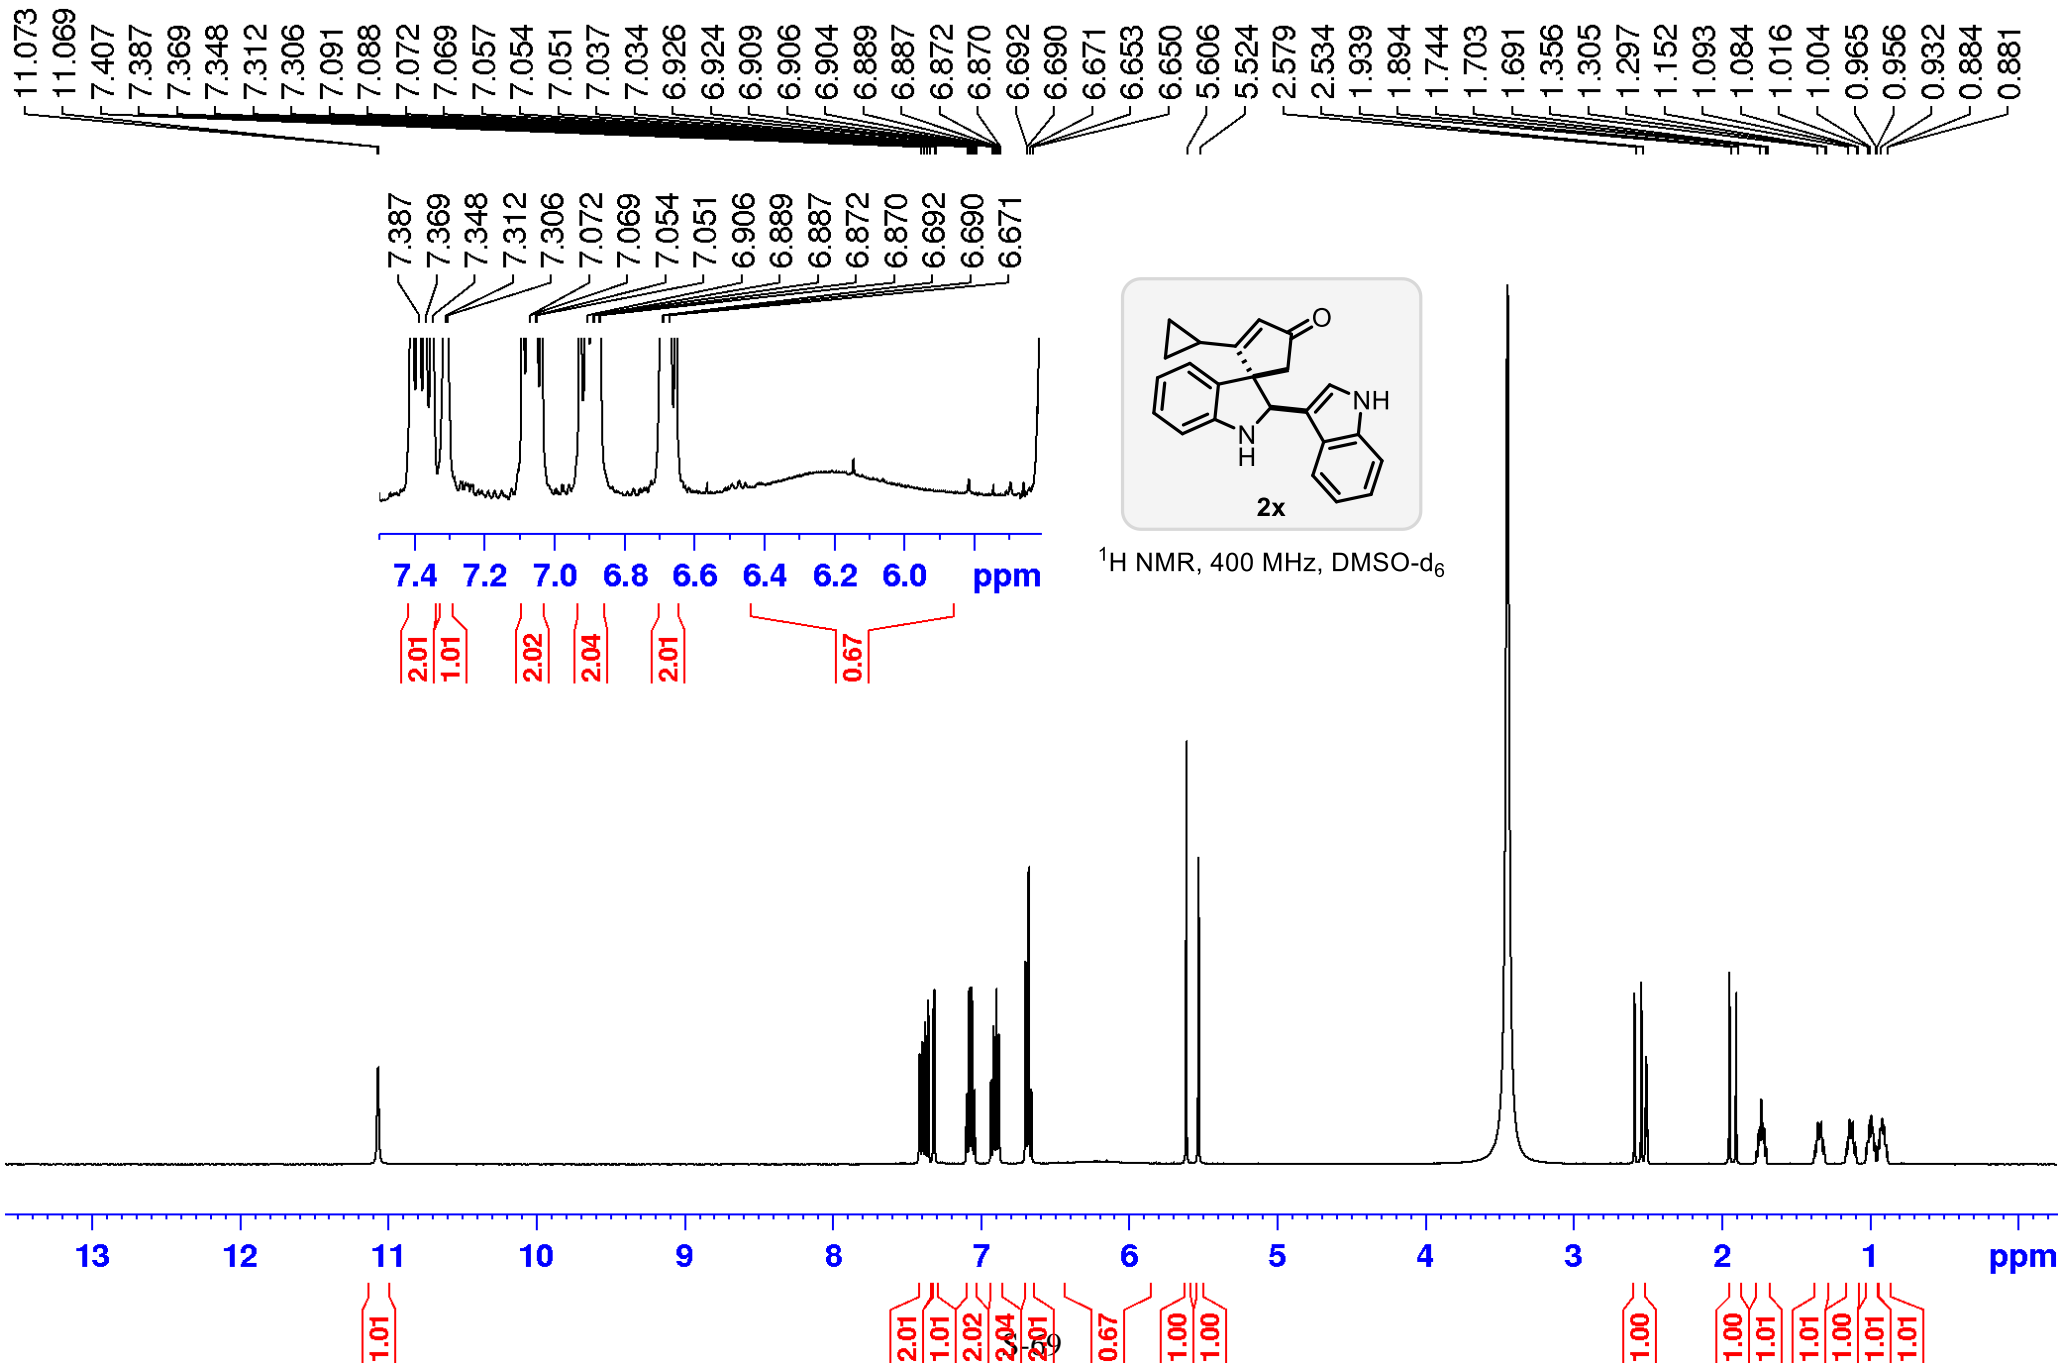 11.073 11.069 7.407 7.387 7.369 7.348 7.312 7.306 7.091 7.088 7.072 7.069 7.057 7.054 7.051 7.037 7.034 6.926 6.924 6.909 6.906 6.904 6.889 6.887 6.872 6.870 6.692 6.690 6.671 6.653 6.650 5.606 5.524 2.579 2.534 1.939 1.894 1.744 1.703 1.691 1.356 1.305 1.297 1.152 1.093 1.084 1.016 1.004 0.965 0.956 0.932 0.884 0.881
7.387 7.369 7.348 7.312 7.306 7.072 7.069 7.054 7.051 6.906 6.889 6.887 6.872 6.870 6.692 6.690 6.671
O
NH
N
H
2x
¹H NMR, 400 MHz, DMSO-d₆
7.4 7.2 7.0 6.8 6.6 6.4 6.2 6.0 ppm
2.01 1.01 2.02 2.04 2.01 0.67
13 12 11 10 9 8 7 6 5 4 3 2 1 ppm
1.01 2.01 1.01 2.02 2.04 2.01 0.67 1.00 1.00 1.00 1.00 1.01 1.01 1.00 1.01 1.01
S-69